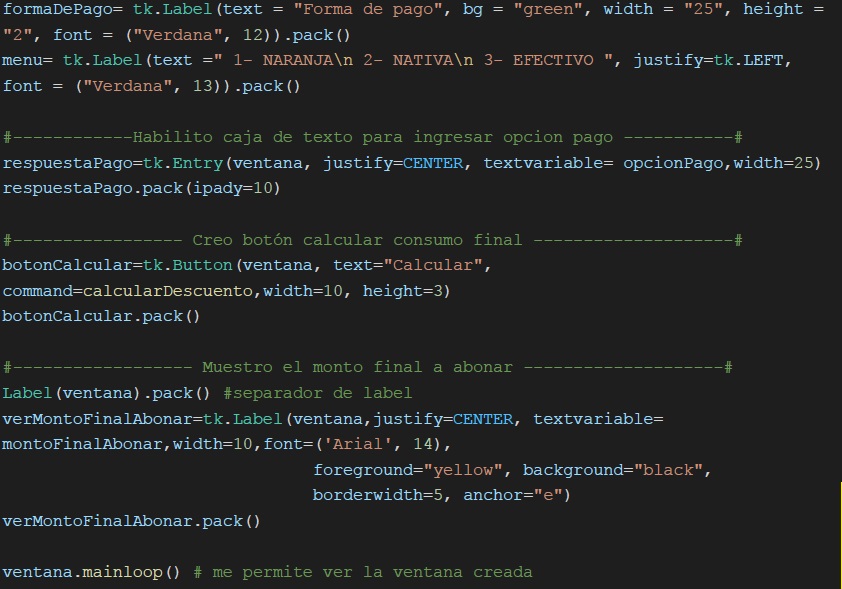 formaDePago= tk.Label(text = "Forma de pago", bg = "green", width = "25", height =
"2", font = ("Verdana", 12)).pack()
menu= tk.Label(text =" 1- NARANJA\n 2- NATIVA\n 3- EFECTIVO ", justify=tk.LEFT,
font = ("Verdana", 13)).pack()
#------------Habilito caja de texto para ingresar opcion pago -----------#
respuestaPago=tk.Entry(ventana, justify=CENTER, textvariable= opcionPago,width=25)
respuestaPago.pack(ipady=10)
#----------------- Creo botón calcular consumo final --------------------#
botonCalcular=tk.Button(ventana, text="Calcular",
command=calcularDescuento,width=10, height=3)
botonCalcular.pack()
#------------------ Muestro el monto final a abonar --------------------#
Label(ventana).pack() #separador de label
verMontoFinalAbonar=tk.Label(ventana,justify=CENTER, textvariable=
montoFinalAbonar,width=10,font=('Arial', 14),
foreground="yellow", background="black",
borderwidth=5, anchor="e")
verMontoFinalAbonar.pack()
ventana.mainloop() # me permite ver la ventana creada